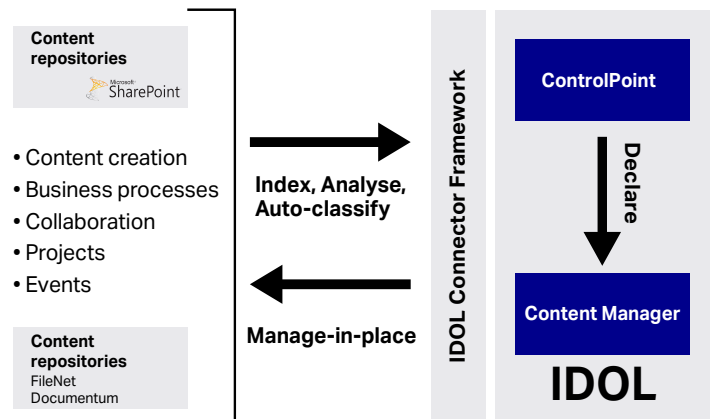 Content
repositories
Microsoft
SharePoint
• Content creation
• Business processes
• Collaboration
• Projects
• Events
Content
repositories
FileNet
Documentum
Index, Analyse,
Auto-classify
Manage-in-place
IDOL Connector Framework
ControlPoint
Declare
Content Manager
IDOL